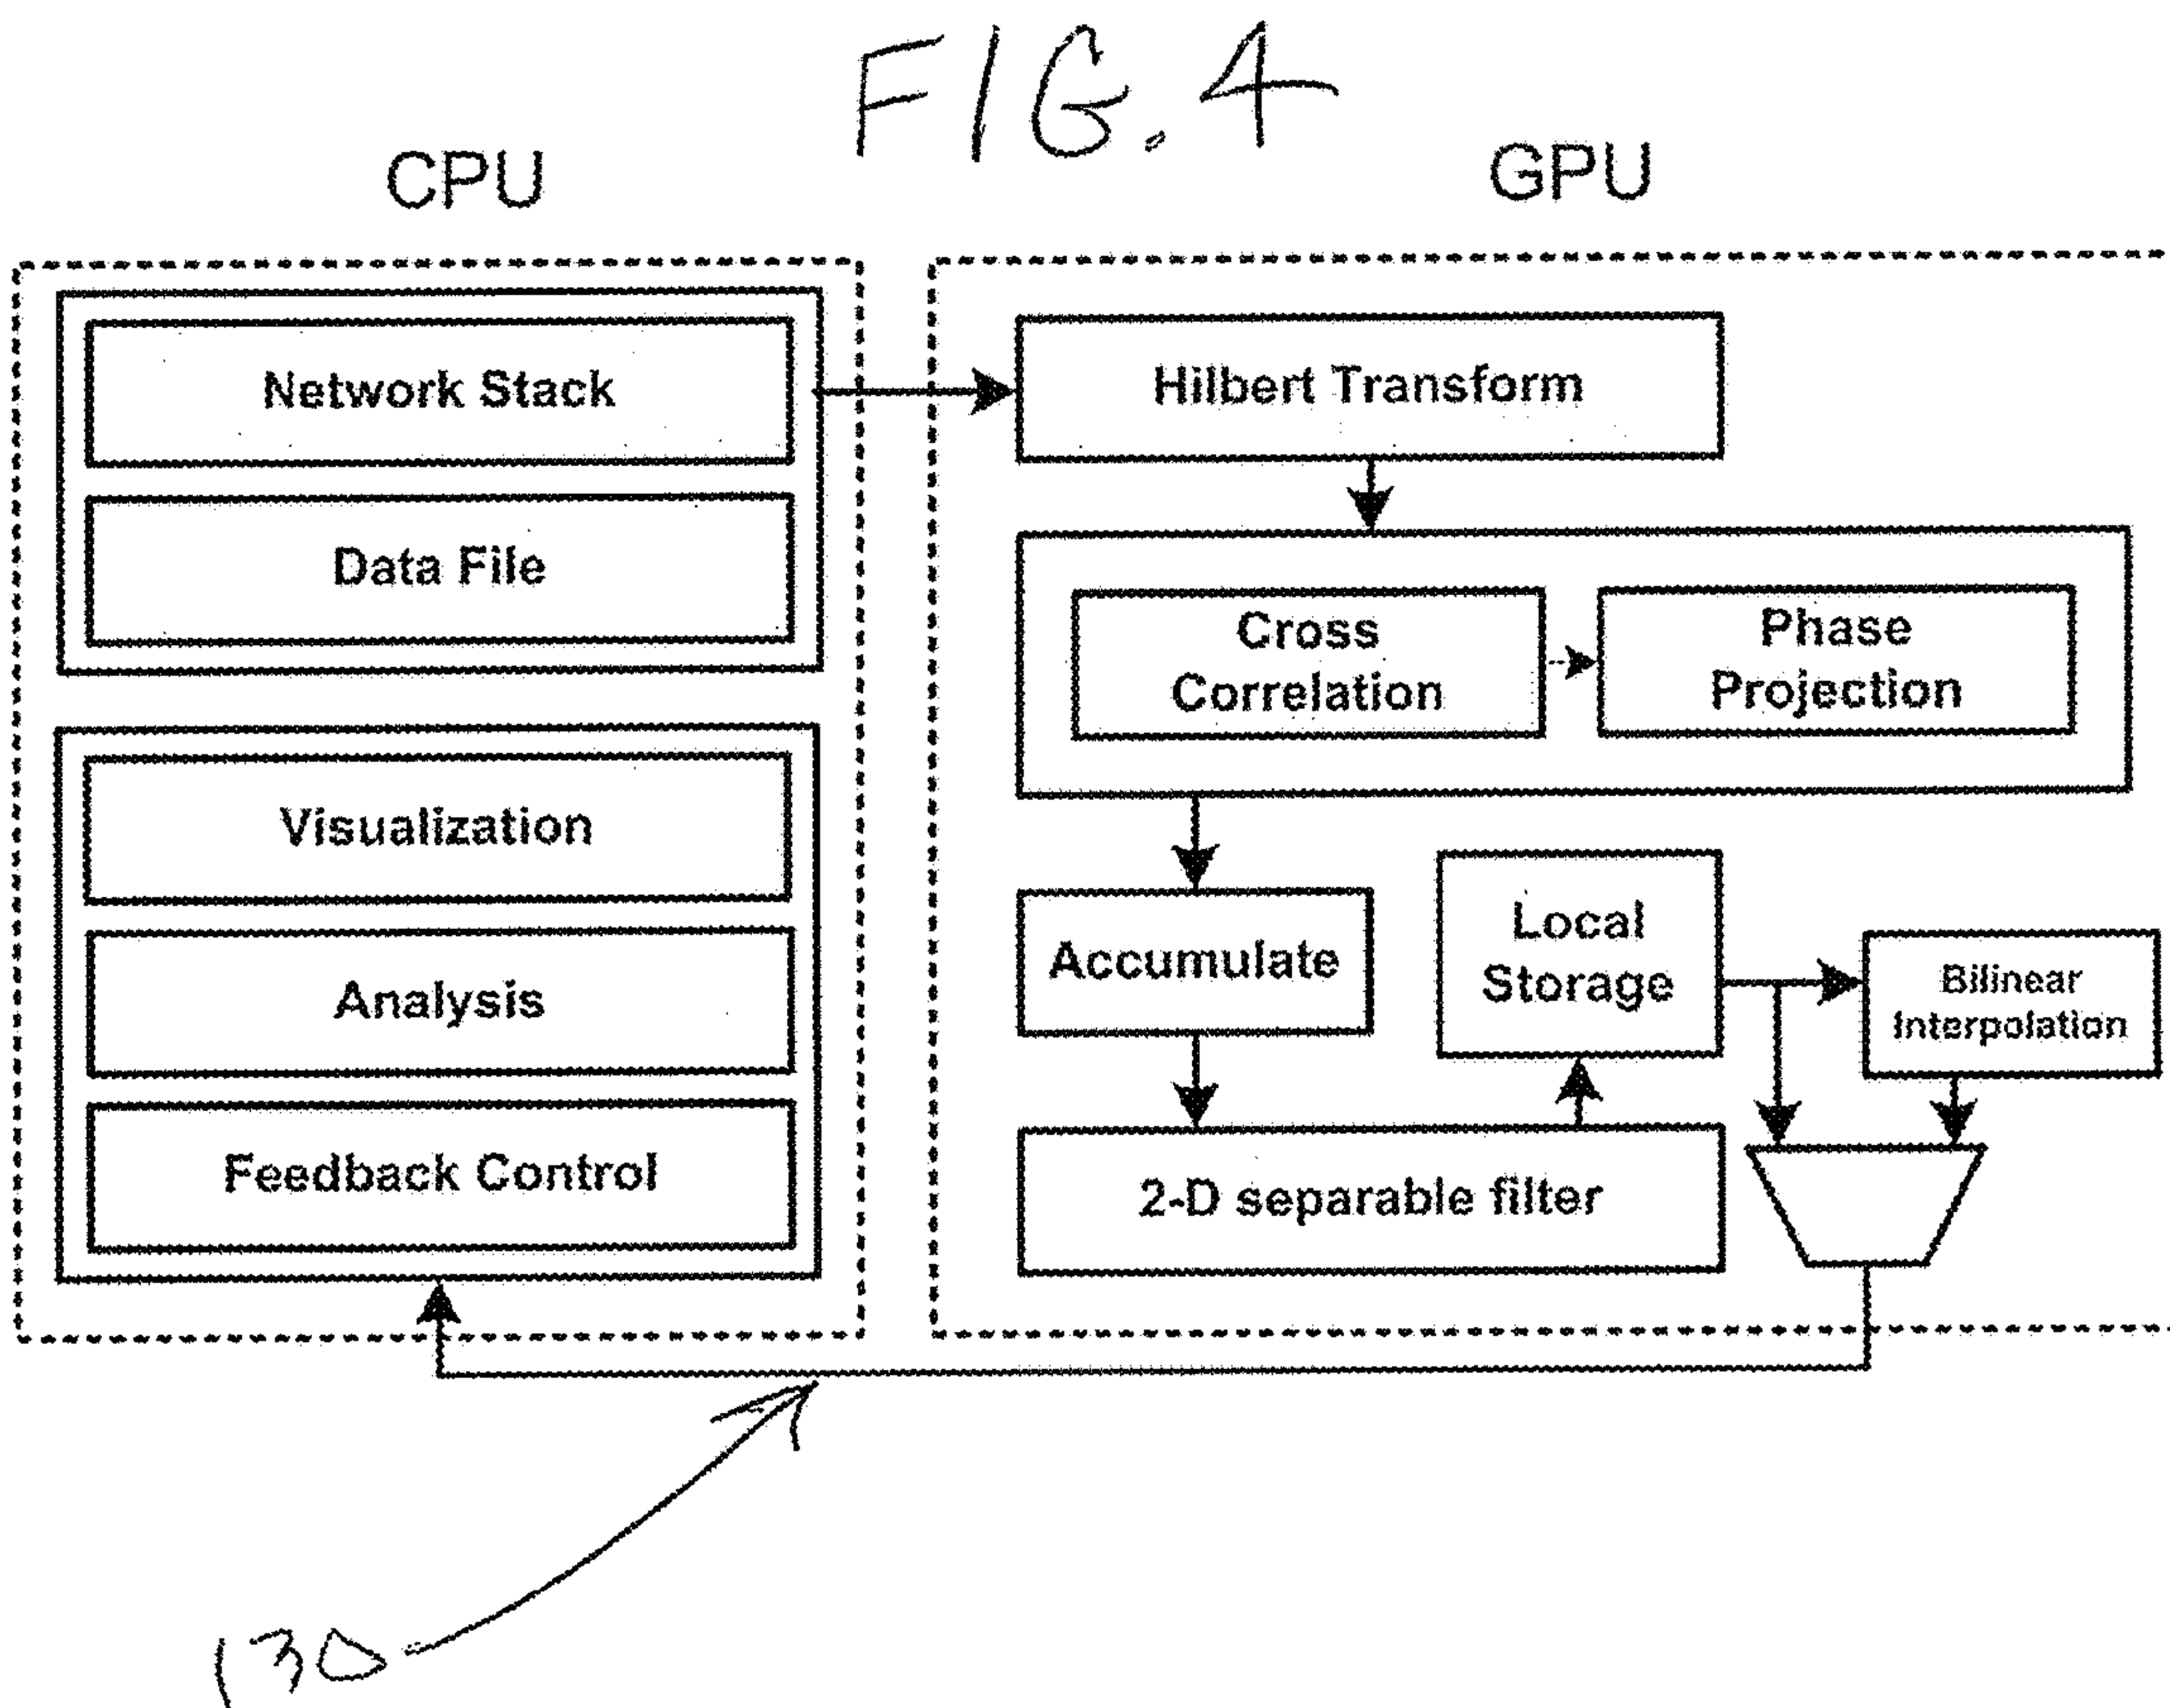 FIG. 4
CPU
GPU
Network Stack
Data File
Visualization
Analysis
Feedback Control
Hilbert Transform
Cross
Correlation
Phase
Projection
Accumulate
Local
Storage
Bilinear
Interpolation
2-D separable filter
130